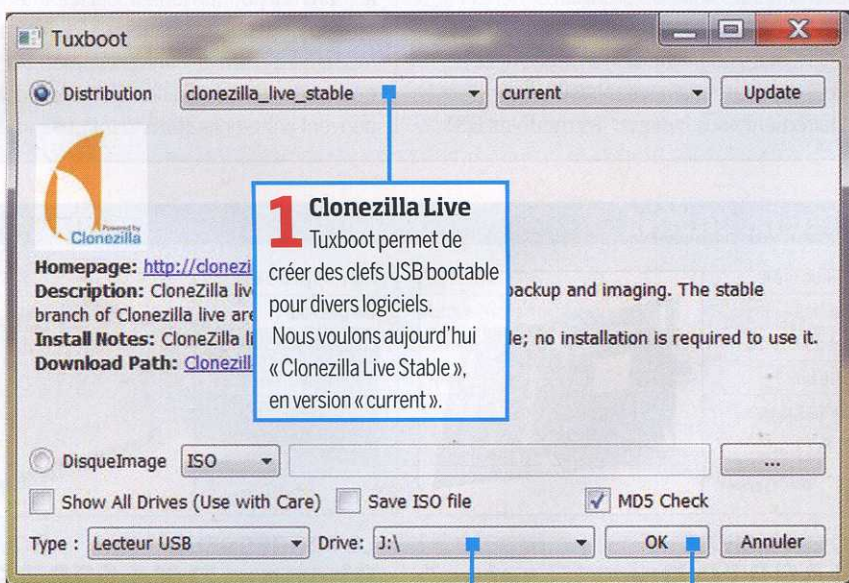 Tuxboot
Distribution clonezilla_live_stable current Update
Powered by
Clonezilla
1 Clonezilla Live
Tuxboot permet de
créer des clefs USB bootable
pour divers logiciels.
Nous voulons aujourd'hui
« Clonezilla Live Stable »,
en version « current ».
Homepage: http://clonezi
Description: CloneZilla liv backup and imaging. The stable
branch of Clonezilla live are
Install Notes: CloneZilla li le; no installation is required to use it.
Download Path: Clonezill
DisqueImage ISO ...
Show All Drives (Use with Care) Save ISO file MD5 Check
Type : Lecteur USB Drive: J:\ OK Annuler